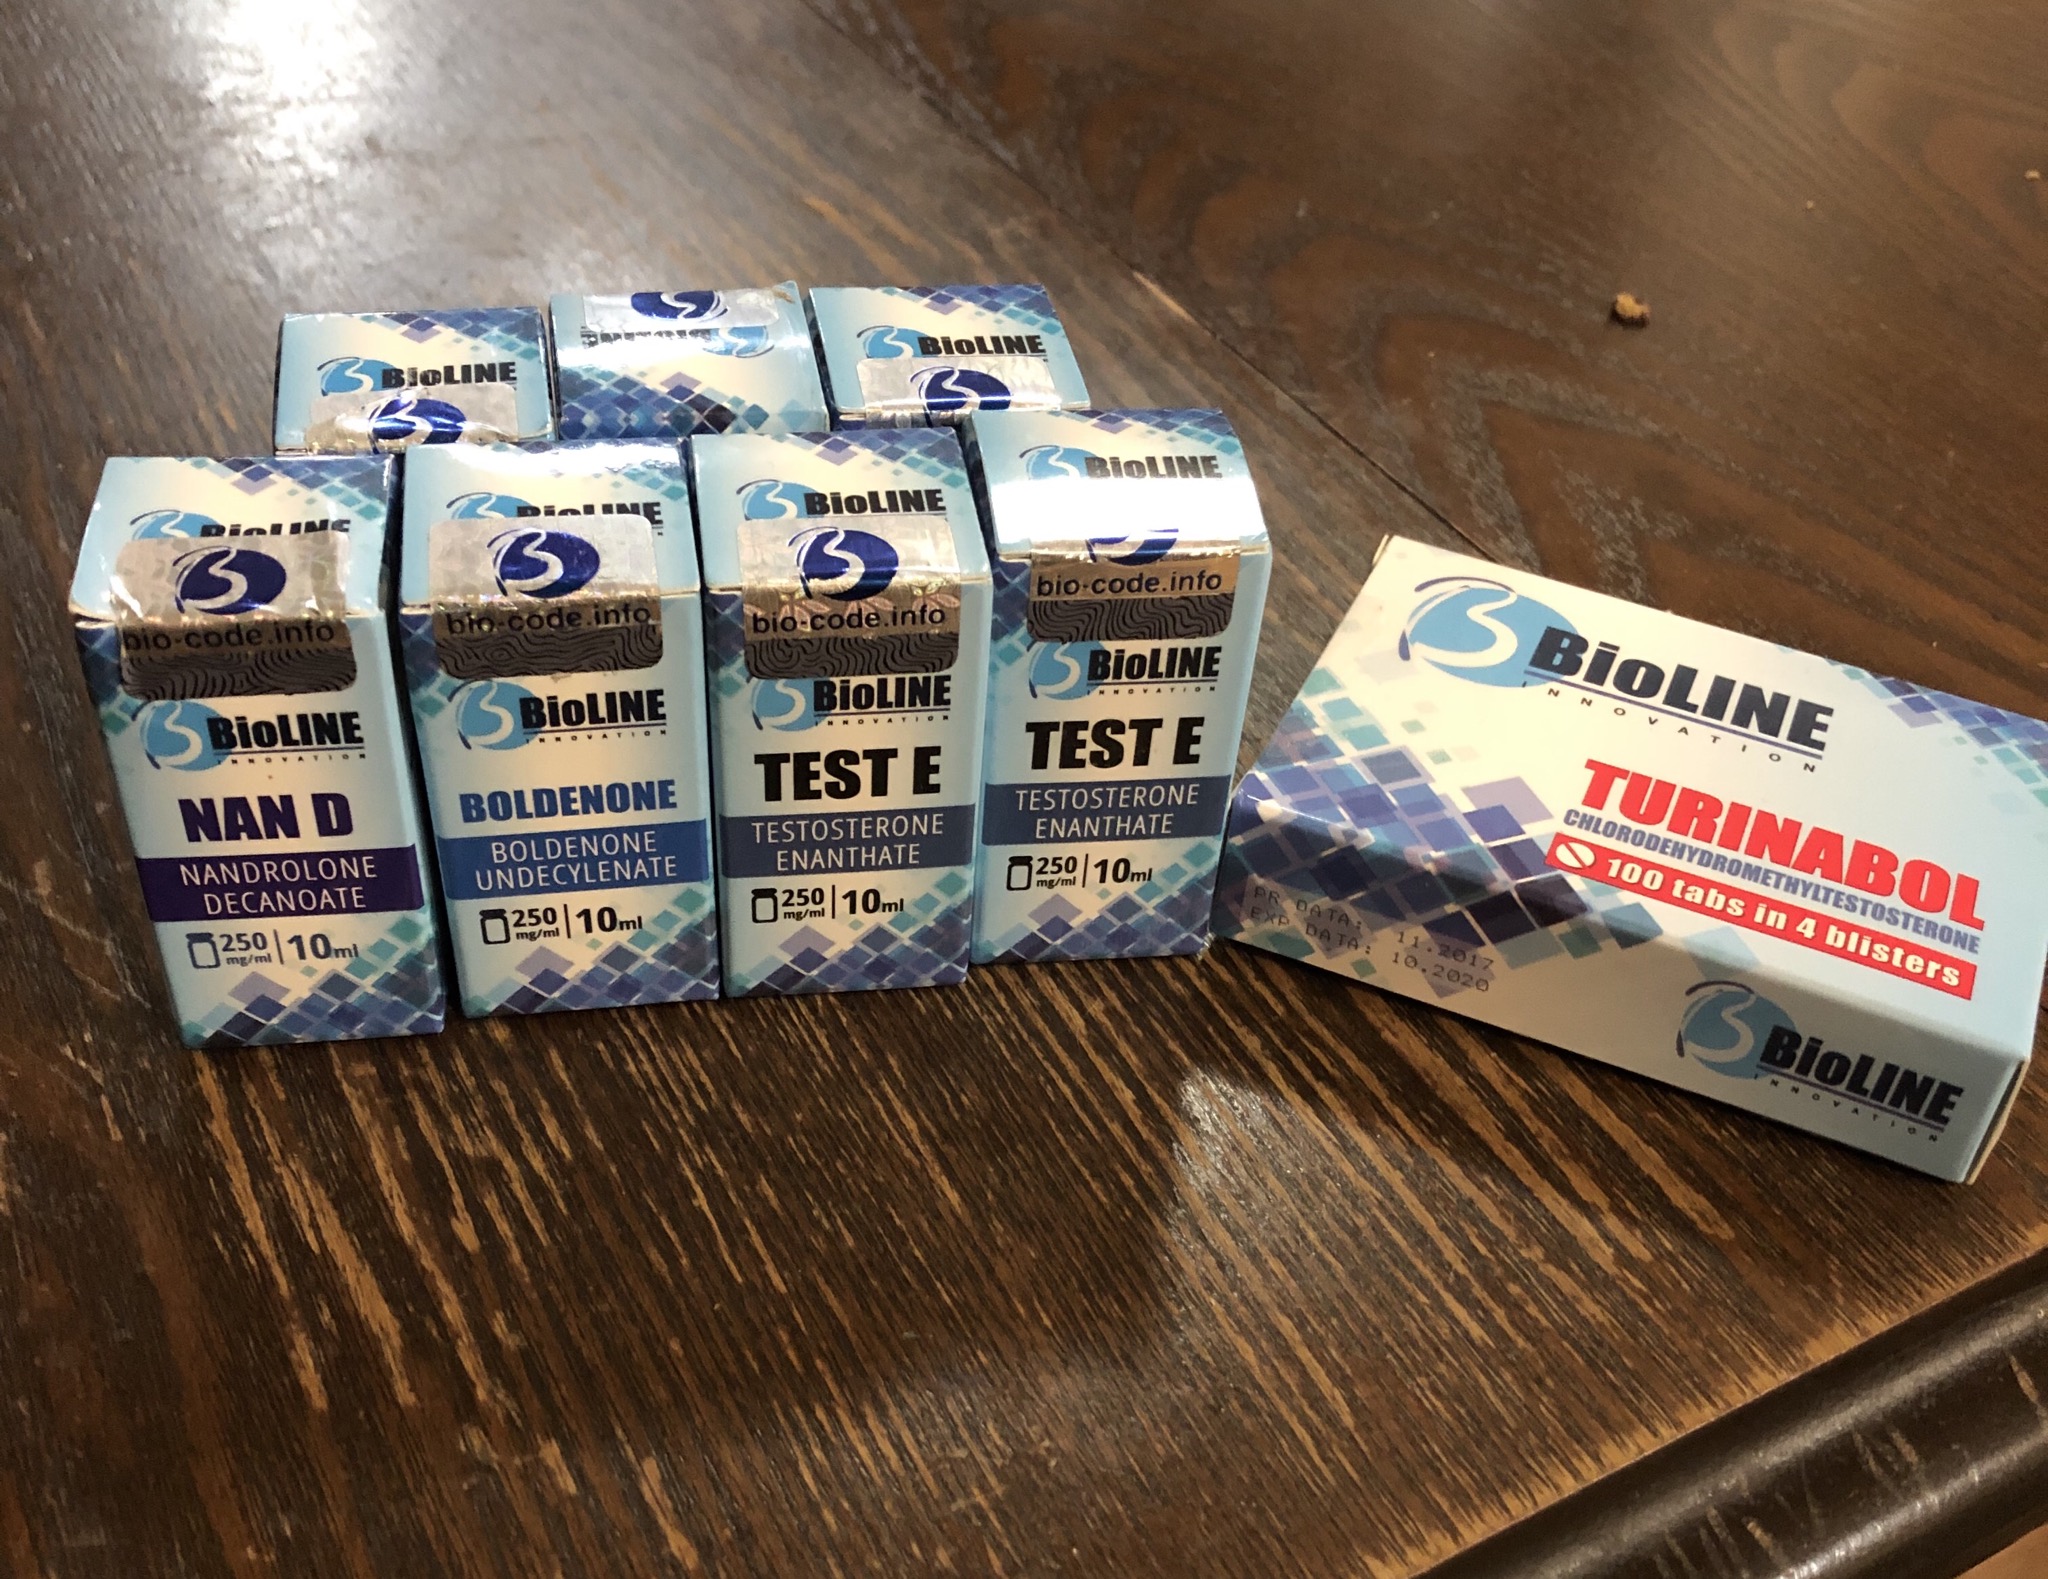 BioLINE
BioLINE
BioLINE
BioLINE
bio-code.info
BioLINE
INNOVATION
NAN D
NANDROLONE
DECANOATE
250
mg/ml
10ml
BioLINE
bio-code.info
BioLINE
INNOVATION
BOLDENONE
BOLDENONE
UNDECYLENATE
250
mg/ml
10ml
BioLINE
bio-code.info
BioLINE
INNOVATION
TEST E
TESTOSTERONE
ENANTHATE
250
mg/ml
10ml
BioLINE
bio-code.info
BioLINE
INNOVATION
TEST E
TESTOSTERONE
ENANTHATE
250
mg/ml
10ml
BioLINE
INNOVATION
TURINABOL
CHLORODEHYDROMETHYLTESTOSTERONE
100 tabs in 4 blisters
PR DATA: 11.2017
EXP DATA: 10.2020
BioLINE
INNOVATION